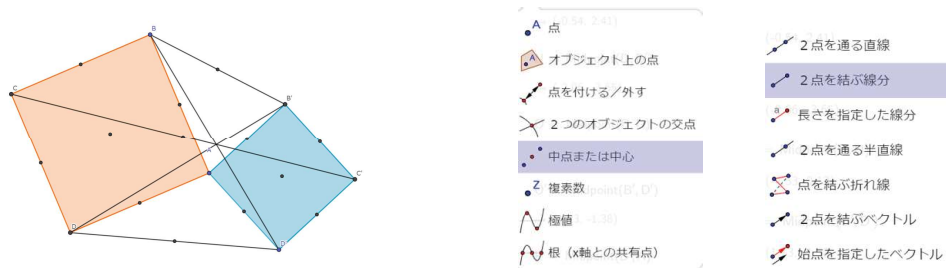 B
C
B'
A
C'
D
D'
(-0.54, 2.41)
A 点
A オブジェクト上の点
点を付ける／外す
２つのオブジェクトの交点
中点または中心
Z 複素数
極値
根（x軸との共有点）
２点を通る直線
２点を結ぶ線分
a 長さを指定した線分
２点を通る半直線
点を結ぶ折れ線
２点を結ぶベクトル
始点を指定したベクトル